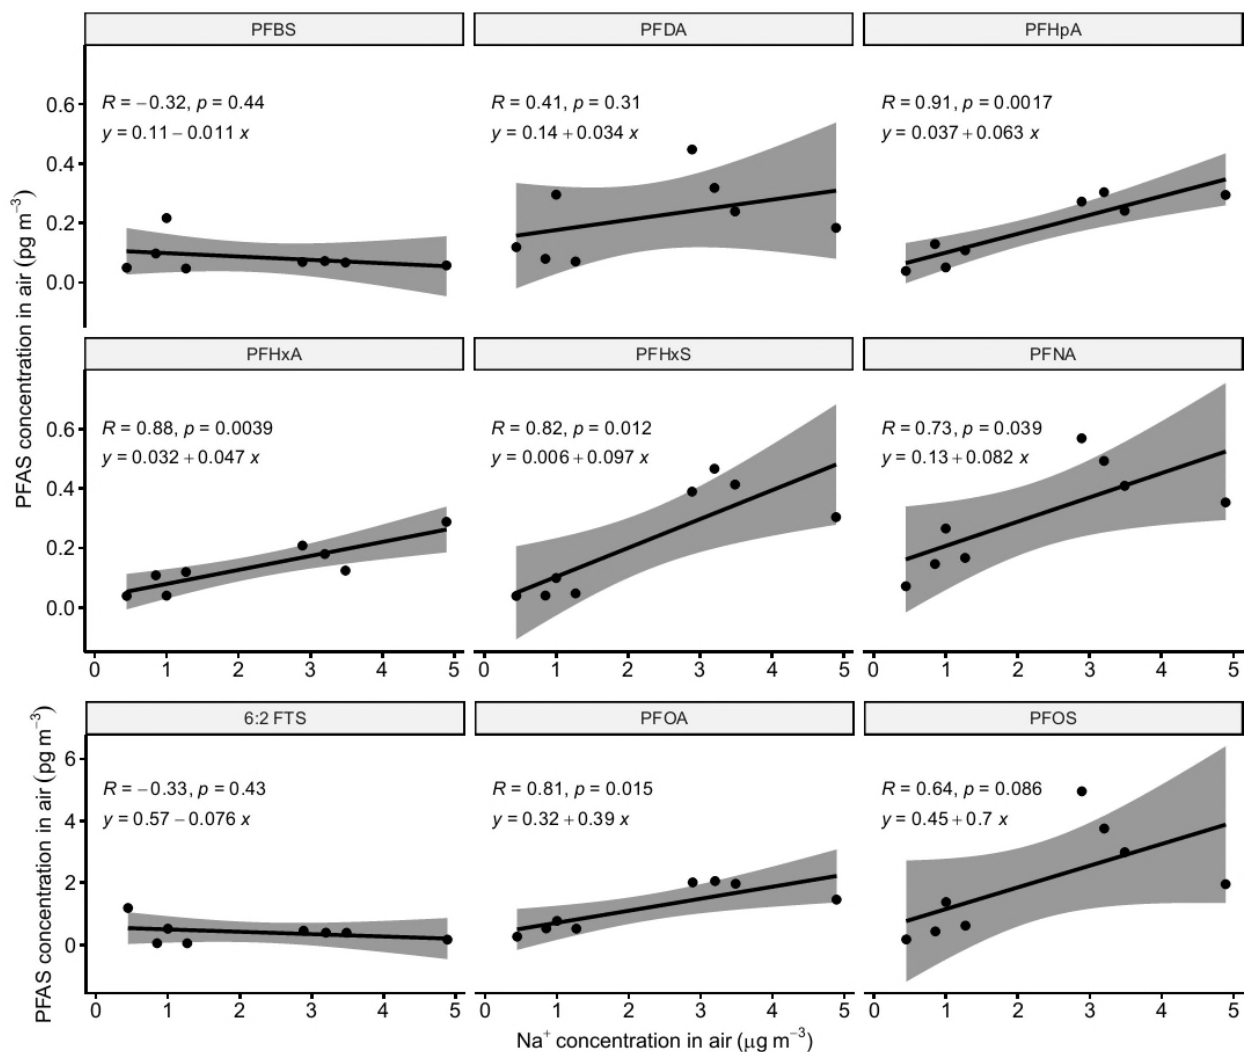 PFBS
PFDA
PFHpA
R = −0.32, p = 0.44
y = 0.11 − 0.011 x
R = 0.41, p = 0.31
y = 0.14 + 0.034 x
R = 0.91, p = 0.0017
y = 0.037 + 0.063 x
0.6
0.4
0.2
0.0
PFAS concentration in air (pg m⁻³)
PFHxA
PFHxS
PFNA
R = 0.88, p = 0.0039
y = 0.032 + 0.047 x
R = 0.82, p = 0.012
y = 0.006 + 0.097 x
R = 0.73, p = 0.039
y = 0.13 + 0.082 x
0.6
0.4
0.2
0.0
0 1 2 3 4 5
0 1 2 3 4 5
0 1 2 3 4 5
6:2 FTS
PFOA
PFOS
R = −0.33, p = 0.43
y = 0.57 − 0.076 x
R = 0.81, p = 0.015
y = 0.32 + 0.39 x
R = 0.64, p = 0.086
y = 0.45 + 0.7 x
6
4
2
0
PFAS concentration in air (pg m⁻³)
0 1 2 3 4 5
0 1 2 3 4 5
0 1 2 3 4 5
Na⁺ concentration in air (μg m⁻³)